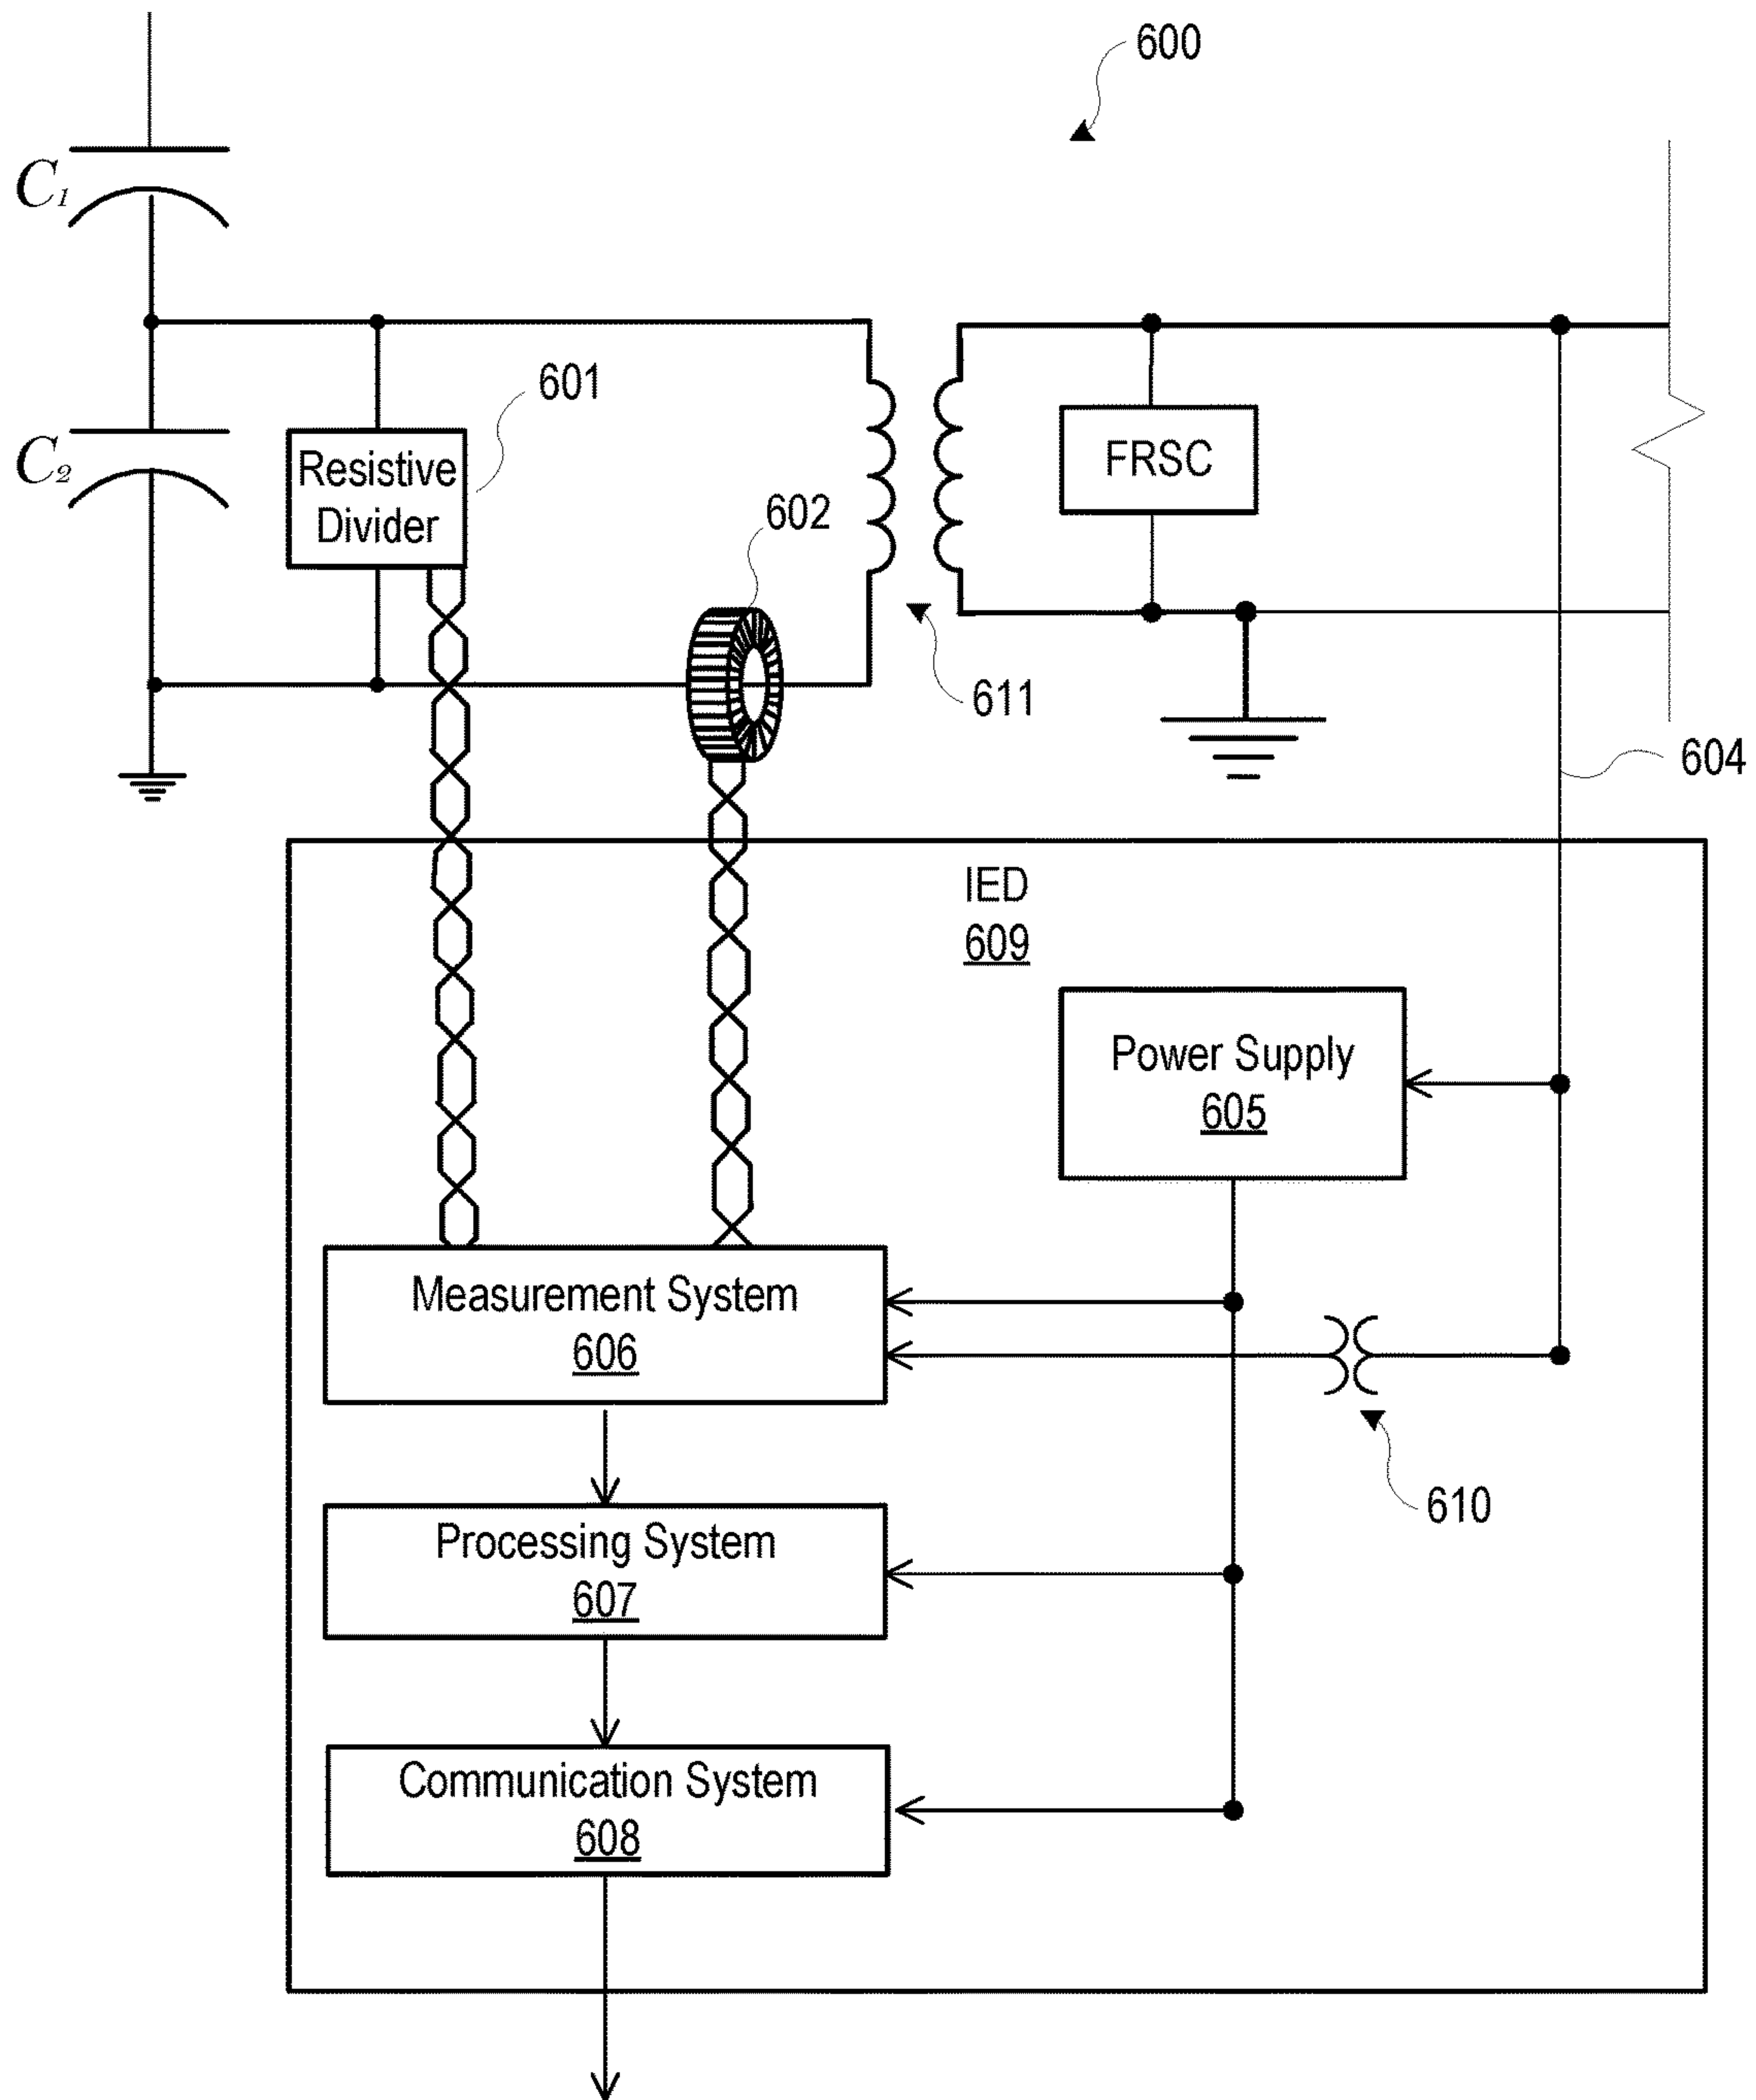 600
C1
601
C2
Resistive
Divider
602
FRSC
611
604
IED
609
Power Supply
605
Measurement System
606
610
Processing System
607
Communication System
608